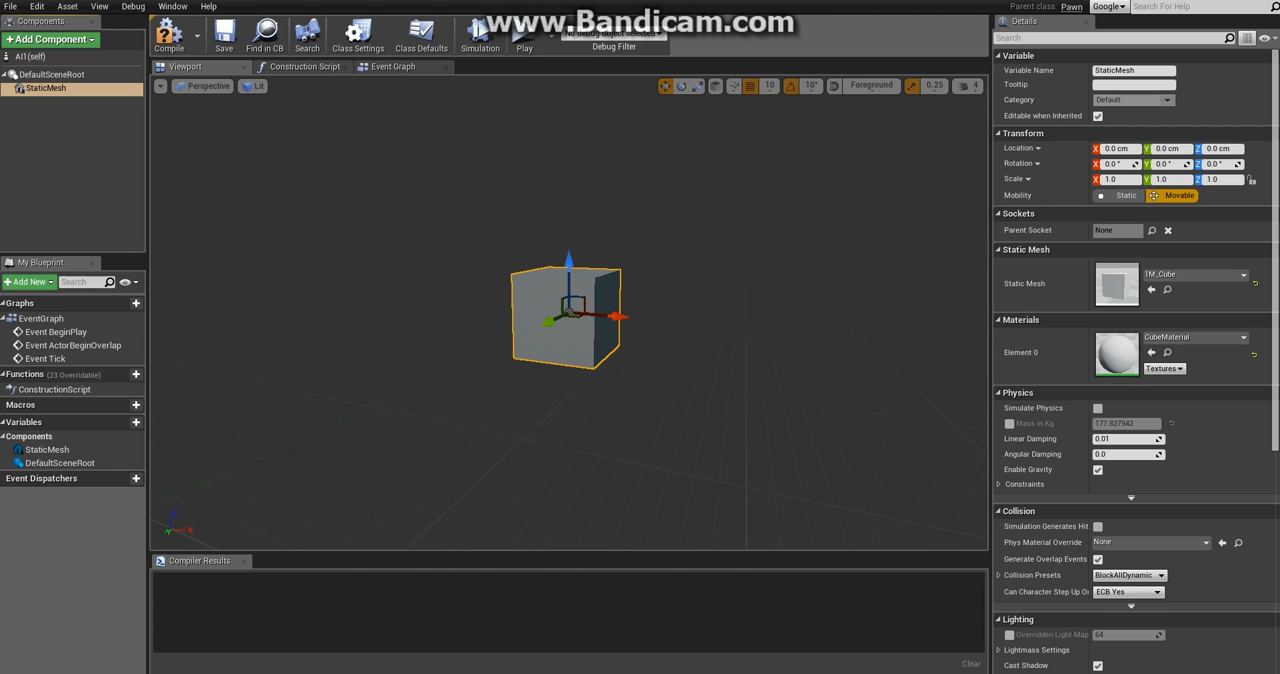 File Edit Asset View Debug Window Help
www.Bandicam.com
Parent class: Pawn Google Search For Help
Components
+Add Component
AI1(self)
DefaultSceneRoot
StaticMesh
Compile Save Find in CB Search Class Settings Class Defaults Simulation Play
No debug object selected
Debug Filter
Viewport Construction Script Event Graph
Perspective Lit
10 10° Foreground 0.25 4
My Blueprint
+Add New Search
Graphs
EventGraph
Event BeginPlay
Event ActorBeginOverlap
Event Tick
Functions (23 Overridable)
ConstructionScript
Macros
Variables
Components
StaticMesh
DefaultSceneRoot
Event Dispatchers
Compiler Results
Clear
Details
Search
Variable
Variable Name StaticMesh
Tooltip
Category Default
Editable when Inherited
Transform
Location X 0.0 cm Y 0.0 cm Z 0.0 cm
Rotation X 0.0 ° Y 0.0 ° Z 0.0 °
Scale X 1.0 Y 1.0 Z 1.0
Mobility Static Movable
Sockets
Parent Socket None
Static Mesh
Static Mesh 1M_Cube
Materials
Element 0 CubeMaterial
Textures
Physics
Simulate Physics
Mass in Kg 177.827942
Linear Damping 0.01
Angular Damping 0.0
Enable Gravity
Constraints
Collision
Simulation Generates Hit
Phys Material Override None
Generate Overlap Events
Collision Presets BlockAllDynamic
Can Character Step Up O ECB Yes
Lighting
Overridden Light Map 64
Lightmass Settings
Cast Shadow